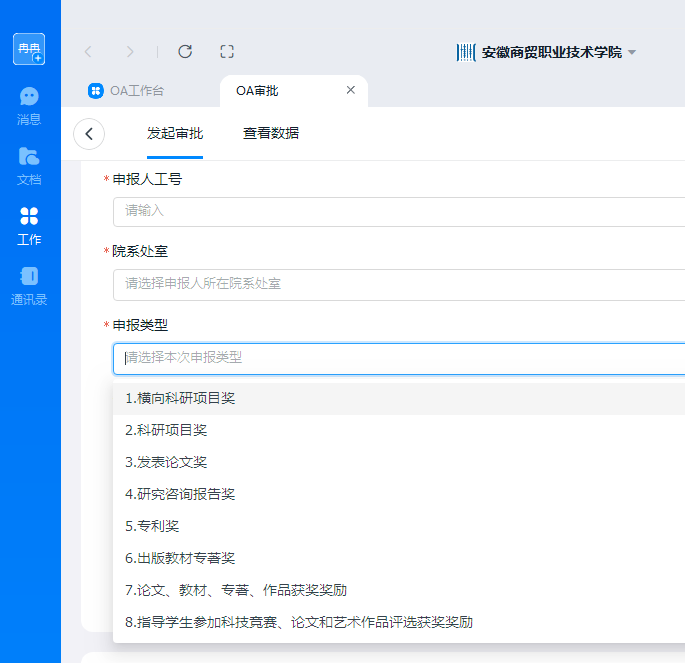 安徽商贸职业技术学院
冉冉
OA工作台
OA审批
消息
发起审批
查看数据
文档
*申报人工号
请输入
工作
*院系处室
请选择申报人所在院系处室
通讯录
*申报类型
请选择本次申报类型
1.横向科研项目奖
2.科研项目奖
3.发表论文奖
4.研究咨询报告奖
5.专利奖
6.出版教材专著奖
7.论文、教材、专著、作品获奖奖励
8.指导学生参加科技竞赛、论文和艺术作品评选获奖奖励